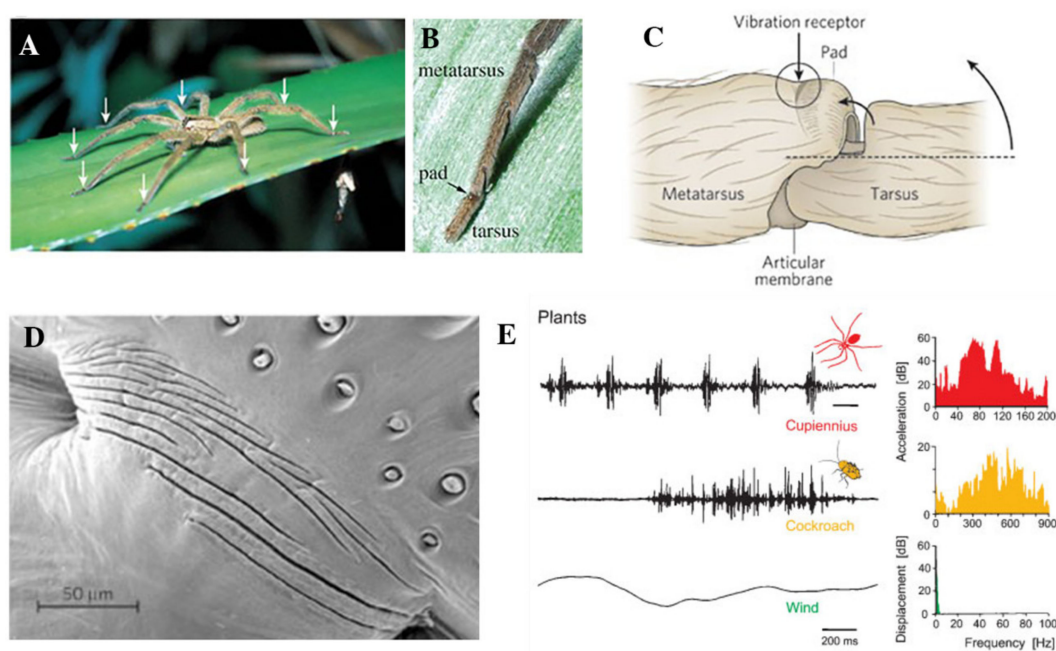 A
B
metatarsus
pad
tarsus
C
Vibration receptor
Pad
Metatarsus
Tarsus
Articular
membrane
D
50 µm
E
Plants
Cupiennius
Cockroach
Wind
200 ms
Acceleration [dB]
60
40
20
0
0 40 80 120 160 200
20
0
0 300 600 900
Displacement [dB]
60
40
20
0
0 20 40 60 80 100
Frequency [Hz]